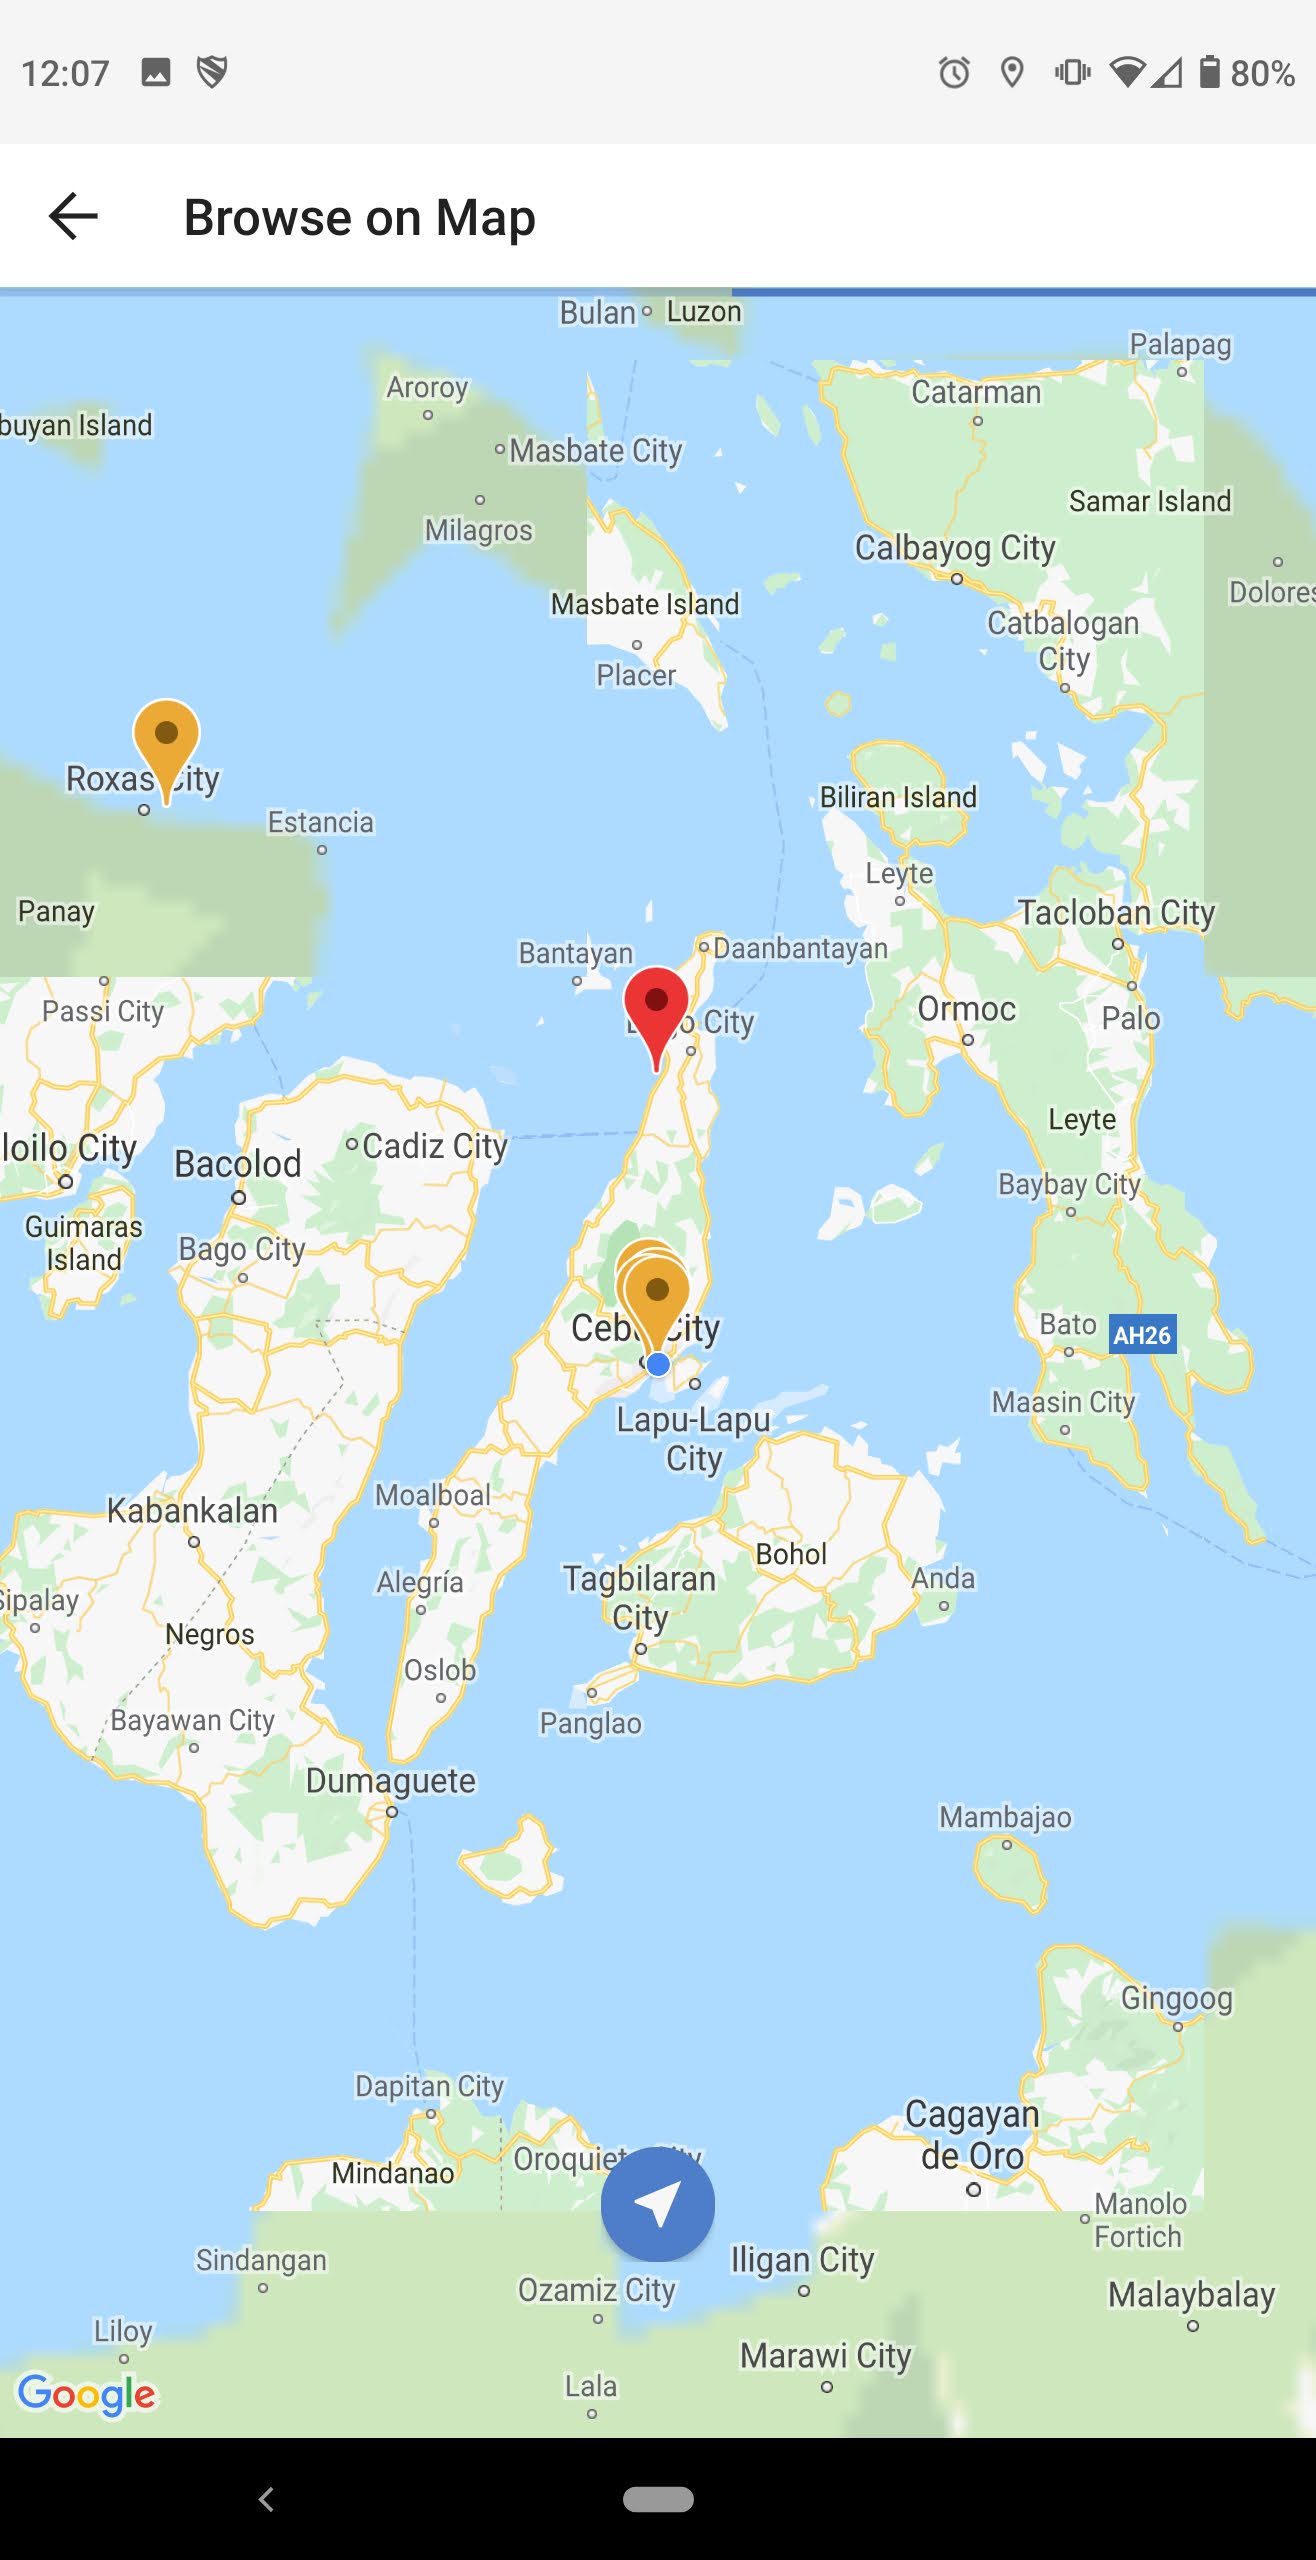 12:07
80%
Browse on Map
Bulan
Luzon
Palapag
Aroroy
Catarman
buyan Island
Masbate City
Samar Island
Milagros
Calbayog City
Dolores
Masbate Island
Catbalogan
City
Placer
Roxas City
Biliran Island
Estancia
Leyte
Panay
Tacloban City
Bantayan
Daanbantayan
Passi City
Ormoc
City
Palo
Leyte
loilo City
Bacolod
Cadiz City
Baybay City
Guimaras
Island
Bago City
Cebu City
Bato
AH26
Maasin City
Lapu-Lapu
City
Moalboal
Kabankalan
Bohol
Tagbilaran
City
Alegría
Anda
Sipalay
Negros
Oslob
Bayawan City
Panglao
Dumaguete
Mambajao
Gingoog
Dapitan City
Cagayan
de Oro
Oroquieta City
Mindanao
Manolo
Fortich
Sindangan
Iligan City
Ozamiz City
Malaybalay
Liloy
Marawi City
Lala
Google